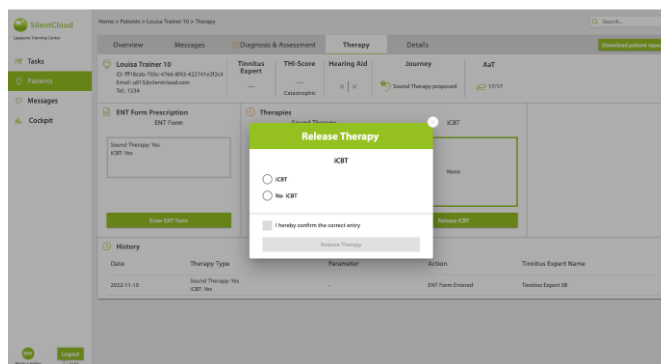 SilentCloud
Lapperre Training Center
Tasks
Patients
Messages
Cockpit
Logout
Home > Patients > Louisa Trainer 10 > Therapy
Search...
Overview
Messages
Diagnosis & Assessment
Therapy
Details
Download patient repo
Louisa Trainer 10
Email: u815@silentcloud.com
Tel.: 1234
Tinnitus Expert
—
THI-Score
—
Catastrophic
Hearing Aid
× | ×
Journey
Sound Therapy proposed
AaT
17/17
ENT Form Prescription
ENT Form
Sound Therapy: Yes
iCBT: Yes
Enter ENT Form
Therapies
Sound Therapy
iCBT
None
Release iCBT
Release Therapy
iCBT
iCBT
No iCBT
I hereby confirm the correct entry
Release Therapy
History
Date
Therapy Type
Parameter
Action
Tinnitus Expert Name
2022-11-10
Sound Therapy: Yes
iCBT: Yes
-
ENT Form Entered
Tinnitus Expert 08